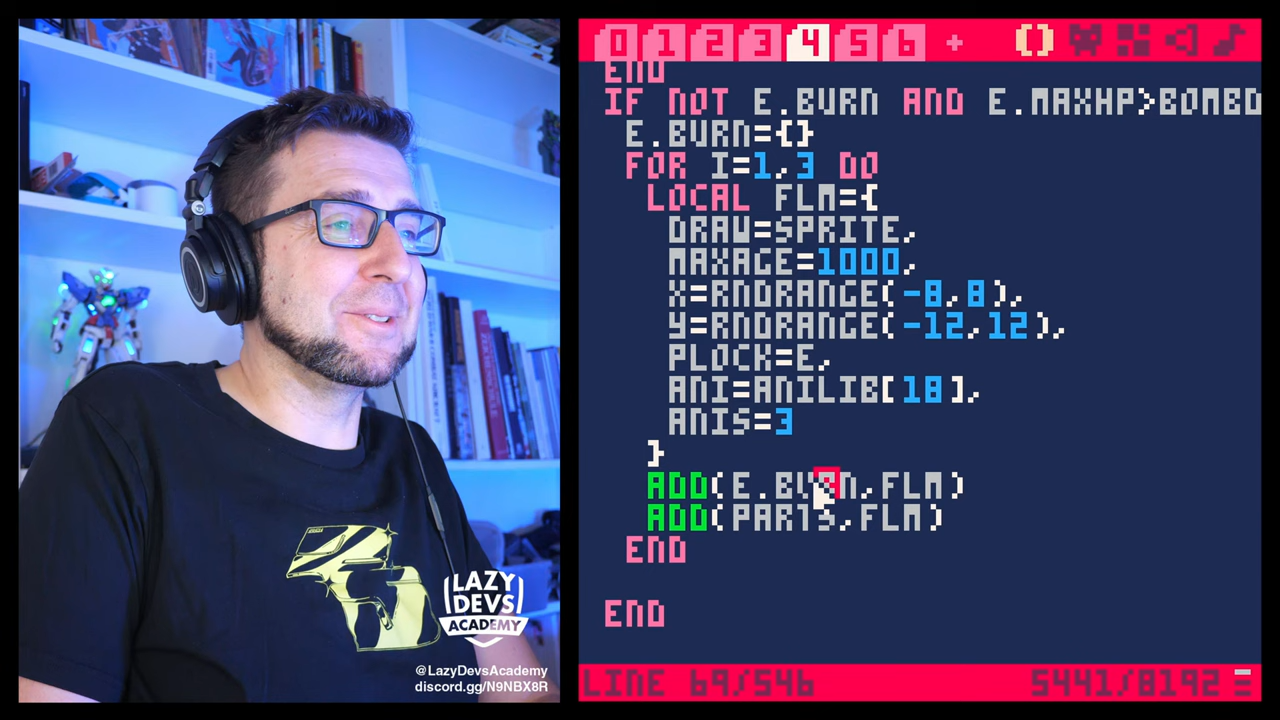 0 1 2 3 4 5 6 + ()
END
IF NOT E.BURN AND E.MAXHP>BOMBD
E.BURN={}
FOR I=1,3 DO
LOCAL FLM={
DRAW=SPRITE,
MAXAGE=1000,
X=RNDRANGE(-8,8),
Y=RNDRANGE(-12,12),
PLOCK=E,
ANI=ANILIB[18],
ANIS=3
}
ADD(E.BURN,FLM)
ADD(PARTS,FLM)
END
END
LINE 69/546 5441/8192
LAZY
DEVS
ACADEMY
@LazyDevsAcademy
discord.gg/N9NBX8R